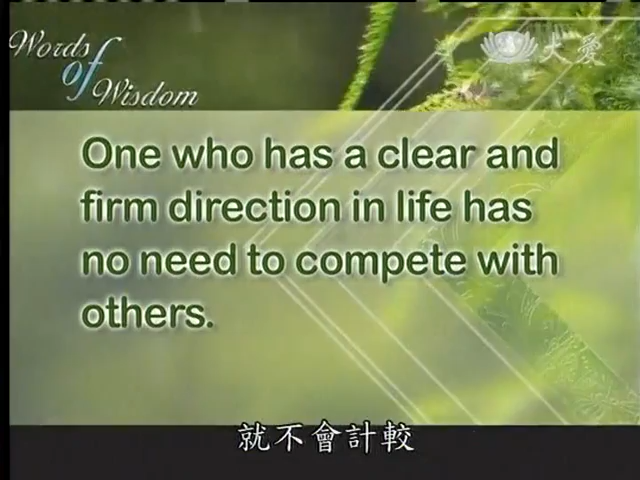 Words
of
Wisdom
大愛
One who has a clear and
firm direction in life has
no need to compete with
others.
就不會計較